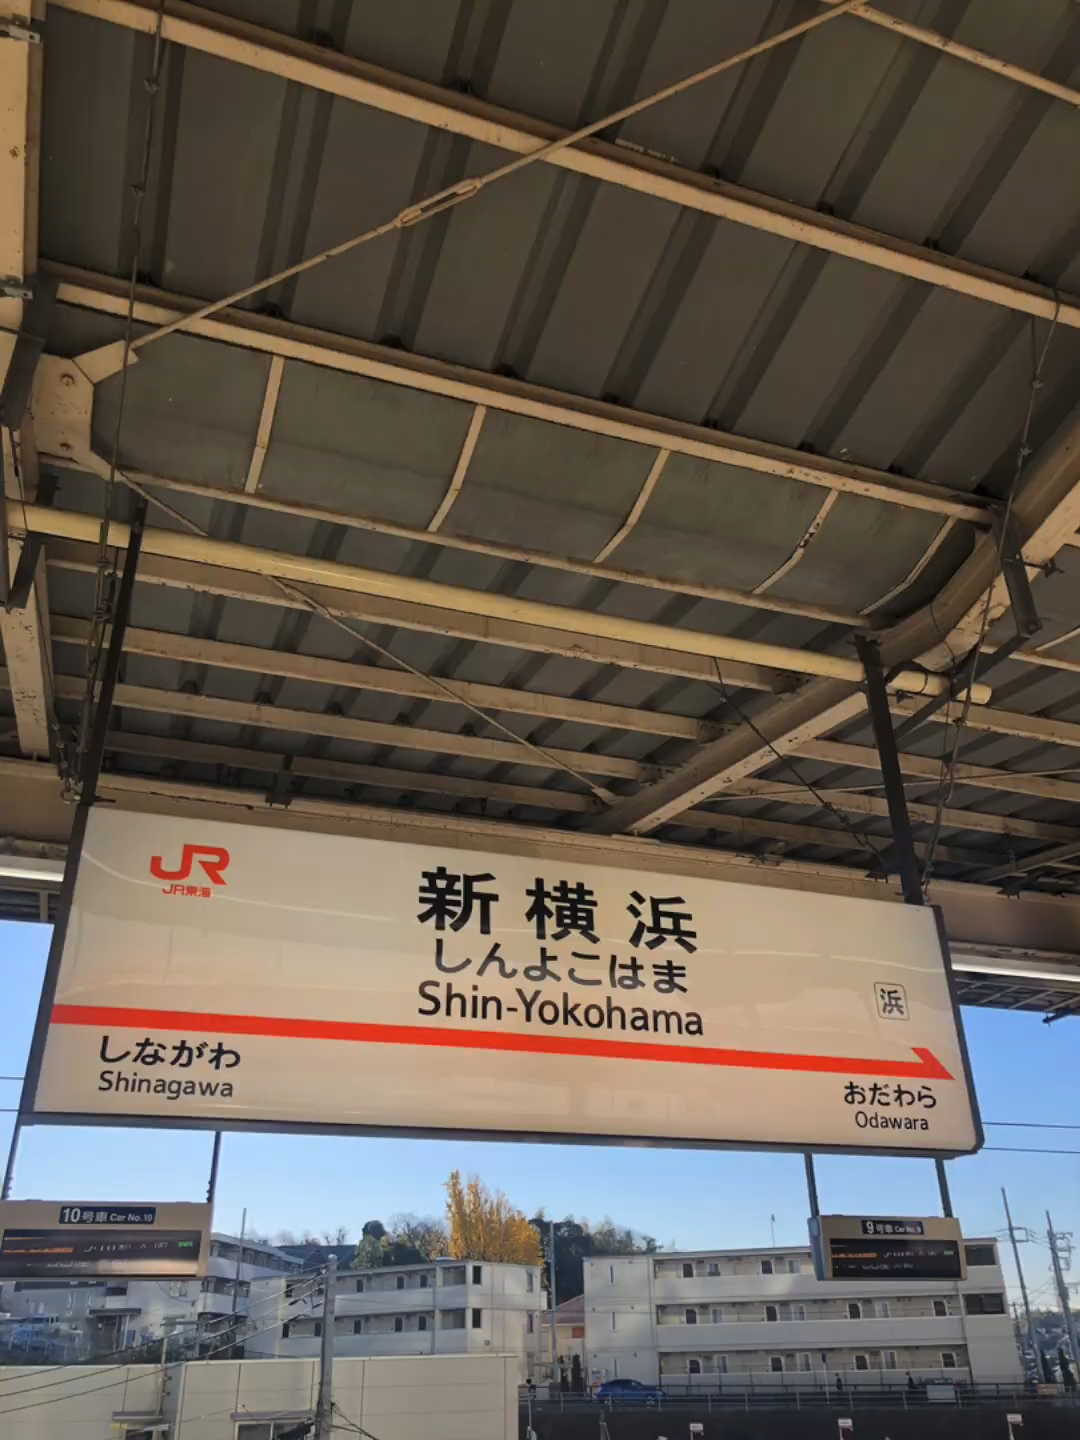 JR
JR東海
新横浜
しんよこはま
Shin-Yokohama
浜
しながわ
Shinagawa
おだわら
Odawara
10号車 Car No.10
9号車 Car No.9